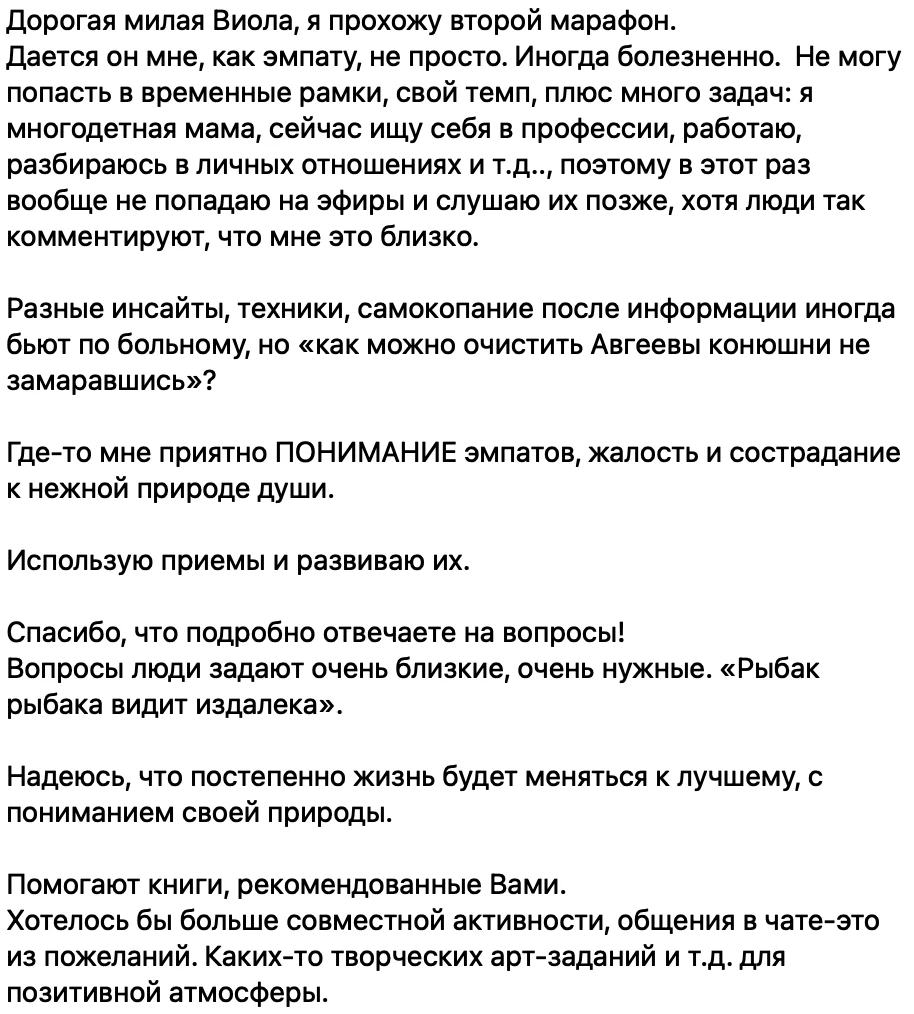 Дорогая милая Виола, я прохожу второй марафон.
Дается он мне, как эмпату, не просто. Иногда болезненно.  Не могу
попасть в временные рамки, свой темп, плюс много задач: я
многодетная мама, сейчас ищу себя в профессии, работаю,
разбираюсь в личных отношениях и т.д.., поэтому в этот раз
вообще не попадаю на эфиры и слушаю их позже, хотя люди так
комментируют, что мне это близко.

Разные инсайты, техники, самокопание после информации иногда
бьют по больному, но «как можно очистить Авгеевы конюшни не
замаравшись»?

Где-то мне приятно ПОНИМАНИЕ эмпатов, жалость и сострадание
к нежной природе души.

Использую приемы и развиваю их.

Спасибо, что подробно отвечаете на вопросы!
Вопросы люди задают очень близкие, очень нужные. «Рыбак
рыбака видит издалека».

Надеюсь, что постепенно жизнь будет меняться к лучшему, с
пониманием своей природы.

Помогают книги, рекомендованные Вами.
Хотелось бы больше совместной активности, общения в чате-это
из пожеланий. Каких-то творческих арт-заданий и т.д. для
позитивной атмосферы.